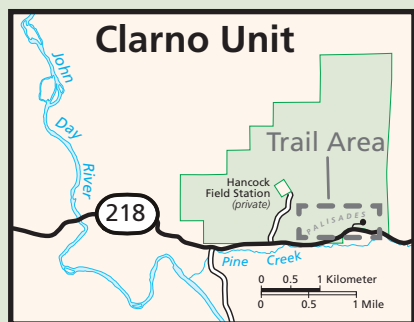 Clarno Unit
John
Day
River
Trail Area
Hancock
Field Station
(private)
PALISADES
218
Pine Creek
0 0.5 1 Kilometer
0 0.5 1 Mile